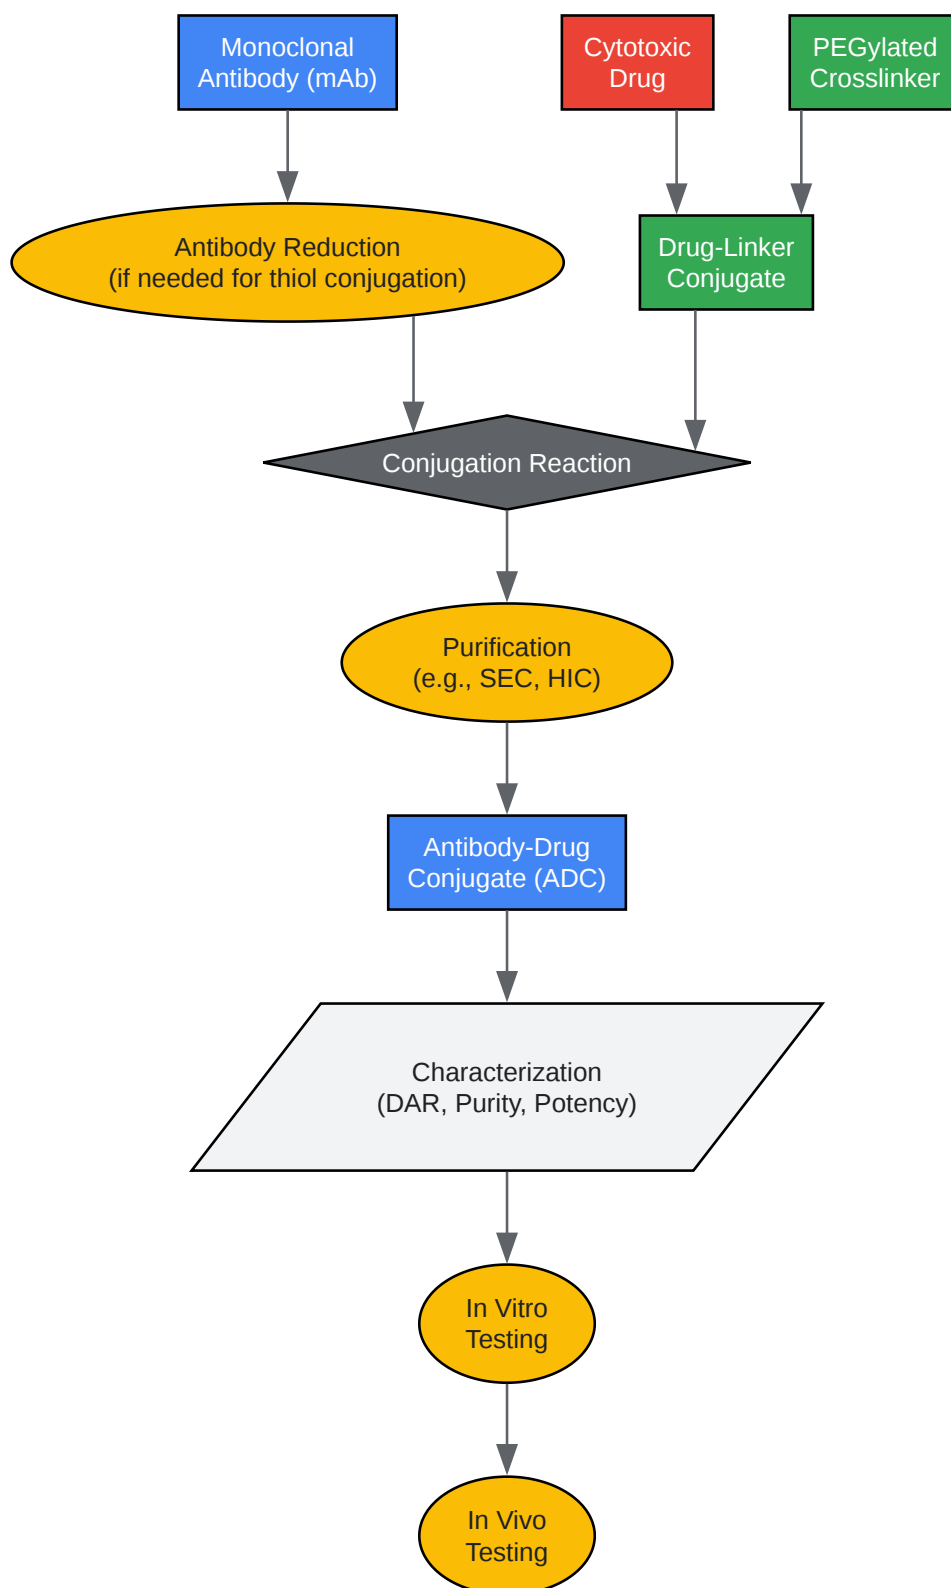 Monoclonal
Antibody (mAb)
Cytotoxic
Drug
PEGylated
Crosslinker
Antibody Reduction
(if needed for thiol conjugation)
Drug-Linker
Conjugate
Conjugation Reaction
Purification
(e.g., SEC, HIC)
Antibody-Drug
Conjugate (ADC)
Characterization
(DAR, Purity, Potency)
In Vitro
Testing
In Vivo
Testing